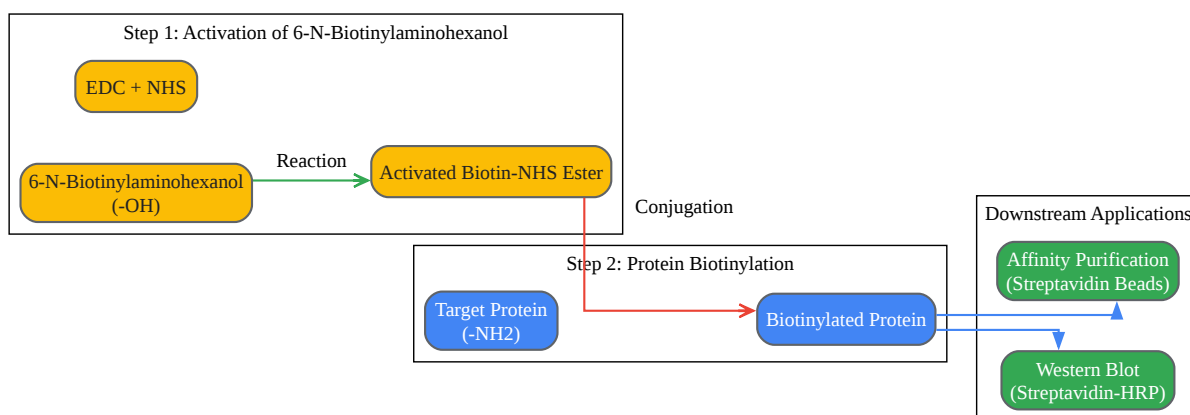 Step 1: Activation of 6-N-Biotinylaminohexanol
EDC + NHS
6-N-Biotinylaminohexanol
(-OH)
Reaction
Activated Biotin-NHS Ester
Conjugation
Step 2: Protein Biotinylation
Target Protein
(-NH2)
Biotinylated Protein
Downstream Applications
Affinity Purification
(Streptavidin Beads)
Western Blot
(Streptavidin-HRP)